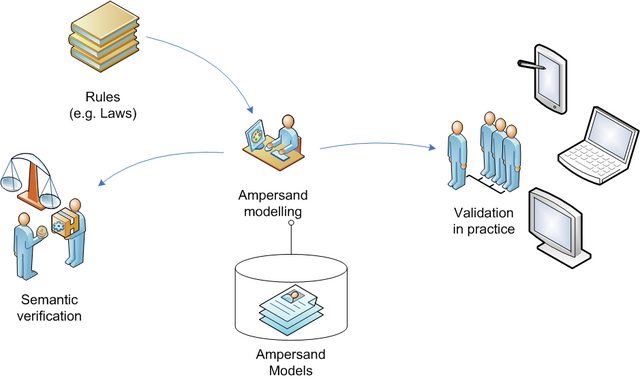 Rules
(e.g. Laws)
Ampersand
modelling
Validation
in practice
Semantic
verification
Ampersand
Models